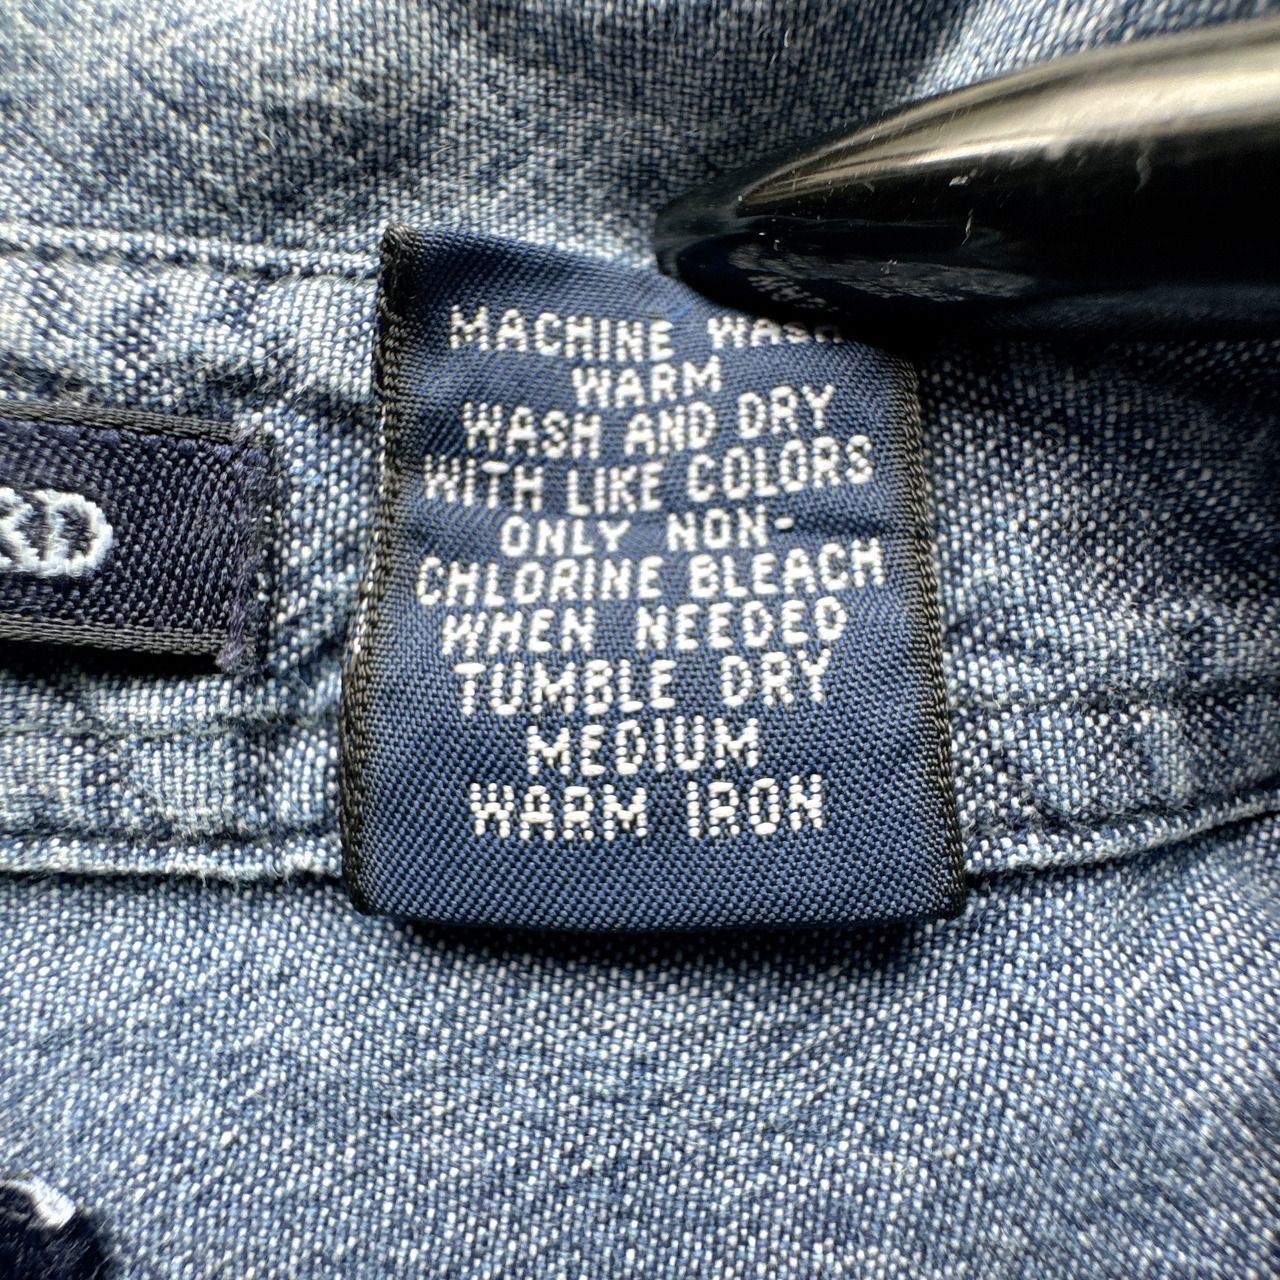 MACHINE WASH
WARM
WASH AND DRY
WITH LIKE COLORS
ONLY NON-
CHLORINE BLEACH
WHEN NEEDED
TUMBLE DRY
MEDIUM
WARM IRON